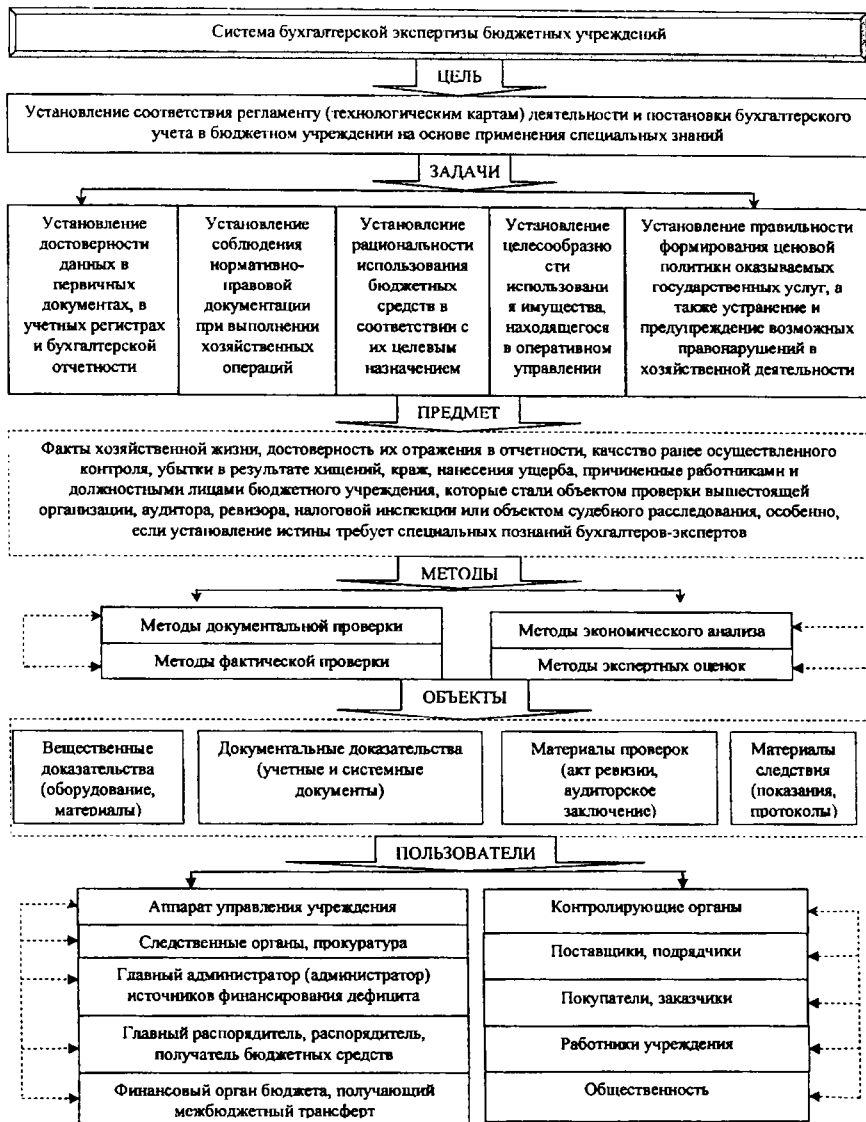 Система бухгалтерской экспертизы бюджетных учреждений
ЦЕЛЬ
Установление соответствия регламенту (технологическим картам) деятельности и постановки бухгалтерского
учета в бюджетном учреждении на основе применения специальных знаний
ЗАДАЧИ
Установление
достоверности
данных в
первичных
документах, в
учетных регистрах
и бухгалтерской
отчетности
Установление
соблюдения
нормативно-
правовой
документации
при выполнении
хозяйственных
операций
Установление
рациональности
использования
бюджетных
средств в
соответствии с
их целевым
назначением
Установление
целесообразно
сти
использовани
я имущества,
находящегося
в оперативном
управлении
Установление правильности
формирования ценовой
политики оказываемых
государственных услуг, а
также устранение и
предупреждение возможных
правонарушений в
хозяйственной деятельности
ПРЕДМЕТ
Факты хозяйственной жизни, достоверность их отражения в отчетности, качество ранее осуществленного
контроля, убытки в результате хищений, краж, нанесения ущерба, причиненные работниками и
должностными лицами бюджетного учреждения, которые стали объектом проверки вышестоящей
организации, аудитора, ревизора, налоговой инспекции или объектом судебного расследования, особенно,
если установление истины требует специальных познаний бухгалтеров-экспертов
МЕТОДЫ
Методы документальной проверки
Методы фактической проверки
Методы экономического анализа
Методы экспертных оценок
ОБЪЕКТЫ
Вещественные
доказательства
(оборудование,
материалы)
Документальные доказательства
(учетные и системные
документы)
Материалы проверок
(акт ревизии,
аудиторское
заключение)
Материалы
следствия
(показания,
протоколы)
ПОЛЬЗОВАТЕЛИ
Аппарат управления учреждения
Следственные органы, прокуратура
Главный администратор (администратор)
источников финансирования дефицита
Главный распорядитель, распорядитель,
получатель бюджетных средств
Финансовый орган бюджета, получающий
межбюджетный трансферт
Контролирующие органы
Поставщики, подрядчики
Покупатели, заказчики
Работники учреждения
Общественность